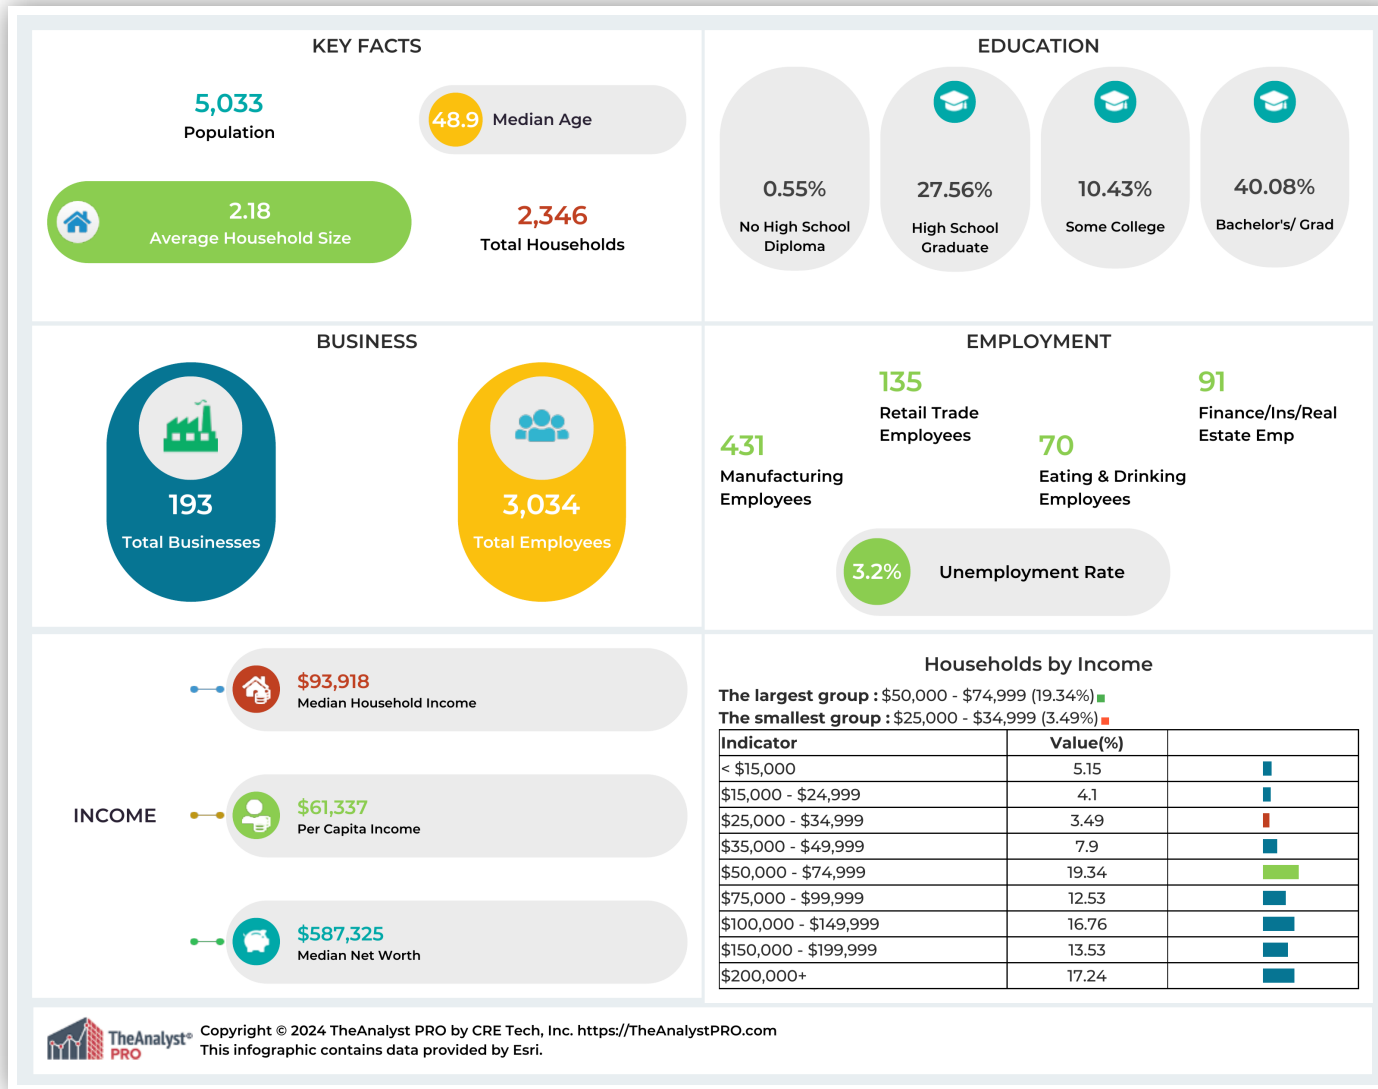 KEY FACTS
5,033
Population
48.9 Median Age
2.18
Average Household Size
2,346
Total Households
EDUCATION
0.55%
No High School
Diploma
27.56%
High School
Graduate
10.43%
Some College
40.08%
Bachelor's/ Grad
BUSINESS
193
Total Businesses
3,034
Total Employees
EMPLOYMENT
431
Manufacturing
Employees
135
Retail Trade
Employees
70
Eating & Drinking
Employees
91
Finance/Ins/Real
Estate Emp
3.2% Unemployment Rate
INCOME
$93,918
Median Household Income
$61,337
Per Capita Income
$587,325
Median Net Worth
Households by Income
The largest group : $50,000 - $74,999 (19.34%)
The smallest group : $25,000 - $34,999 (3.49%)
Indicator Value(%)
< $15,000 5.15
$15,000 - $24,999 4.1
$25,000 - $34,999 3.49
$35,000 - $49,999 7.9
$50,000 - $74,999 19.34
$75,000 - $99,999 12.53
$100,000 - $149,999 16.76
$150,000 - $199,999 13.53
$200,000+ 17.24
TheAnalyst®
PRO
Copyright © 2024 TheAnalyst PRO by CRE Tech, Inc. https://TheAnalystPRO.com
This infographic contains data provided by Esri.